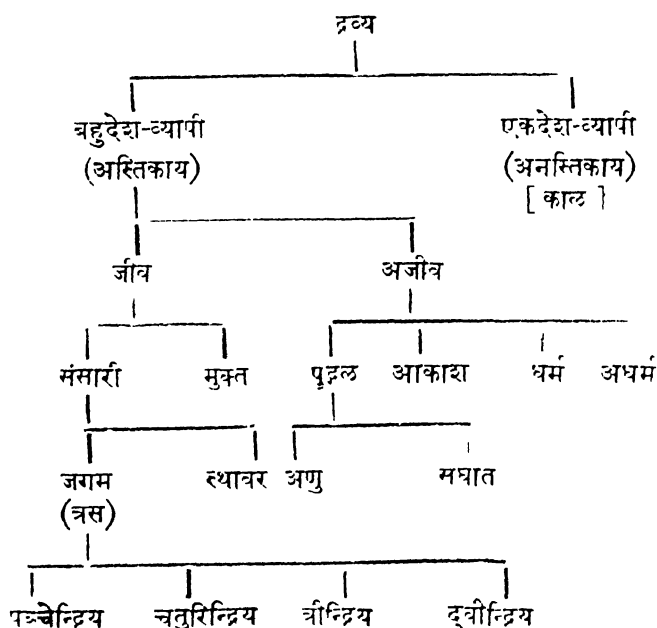 द्रव्य
बहुदेश-व्यापी एकदेश-व्यापी
(अस्तिकाय) (अनस्तिकाय)
[ काल ]
जीव अजीव
संसारी मुक्त पुद्गल आकाश धर्म अधर्म
जगम स्थावर अणु सघात
(त्रस)
पञ्चेन्द्रिय चतुरिन्द्रिय त्रीन्द्रिय द्वीन्द्रिय